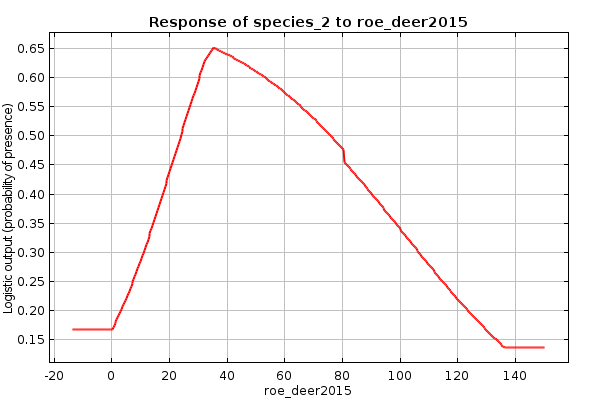 Response of species_2 to roe_deer2015
Logistic output (probability of presence)
0.65
0.60
0.55
0.50
0.45
0.40
0.35
0.30
0.25
0.20
0.15
-20 0 20 40 60 80 100 120 140
roe_deer2015